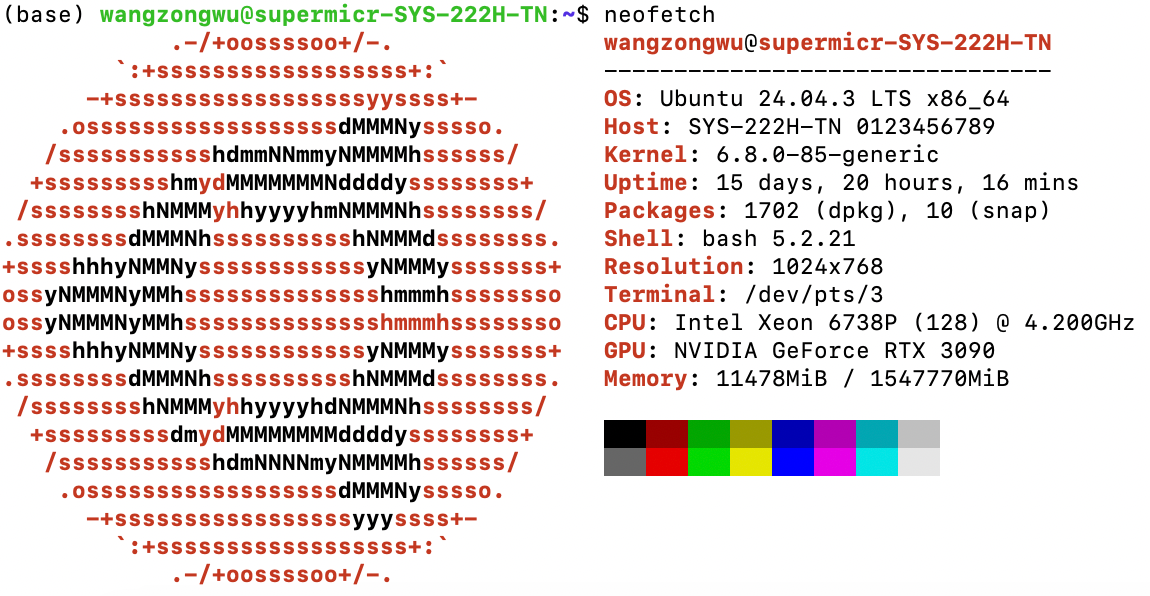 (base) wangzongwu@supermicr-SYS-222H-TN:~$ neofetch
            .-/+oossssoo+/-.               wangzongwu@supermicr-SYS-222H-TN
        `:+ssssssssssssssssss+:`           --------------------------------
      -+ssssssssssssssssssyyssss+-         OS: Ubuntu 24.04.3 LTS x86_64
    .ossssssssssssssssssdMMMNysssso.       Host: SYS-222H-TN 0123456789
   /ssssssssssshdmmNNmmyNMMMMhssssss/      Kernel: 6.8.0-85-generic
  +ssssssssshmydMMMMMMMNddddyssssssss+     Uptime: 15 days, 20 hours, 16 mins
 /sssssssshNMMMyhhyyyyhmNMMMNhssssssss/    Packages: 1702 (dpkg), 10 (snap)
.ssssssssdMMMNhsssssssssshNMMMdssssssss.   Shell: bash 5.2.21
+sssshhhyNMMNyssssssssssssyNMMMysssssss+   Resolution: 1024x768
ossyNMMMNyMMhsssssssssssssshmmmhssssssso   Terminal: /dev/pts/3
ossyNMMMNyMMhsssssssssssssshmmmhssssssso   CPU: Intel Xeon 6738P (128) @ 4.200GHz
+sssshhhyNMMNyssssssssssssyNMMMysssssss+   GPU: NVIDIA GeForce RTX 3090
.ssssssssdMMMNhsssssssssshNMMMdssssssss.   Memory: 11478MiB / 1547770MiB
 /sssssssshNMMMyhhyyyyhdNMMMNhssssssss/
  +sssssssssdmydMMMMMMMMddddyssssssss+
   /ssssssssssshdmNNNNmyNMMMMhssssss/
    .ossssssssssssssssssdMMMNysssso.
      -+sssssssssssssssssyyyssss+-
        `:+ssssssssssssssssss+:`
            .-/+oossssoo+/-.